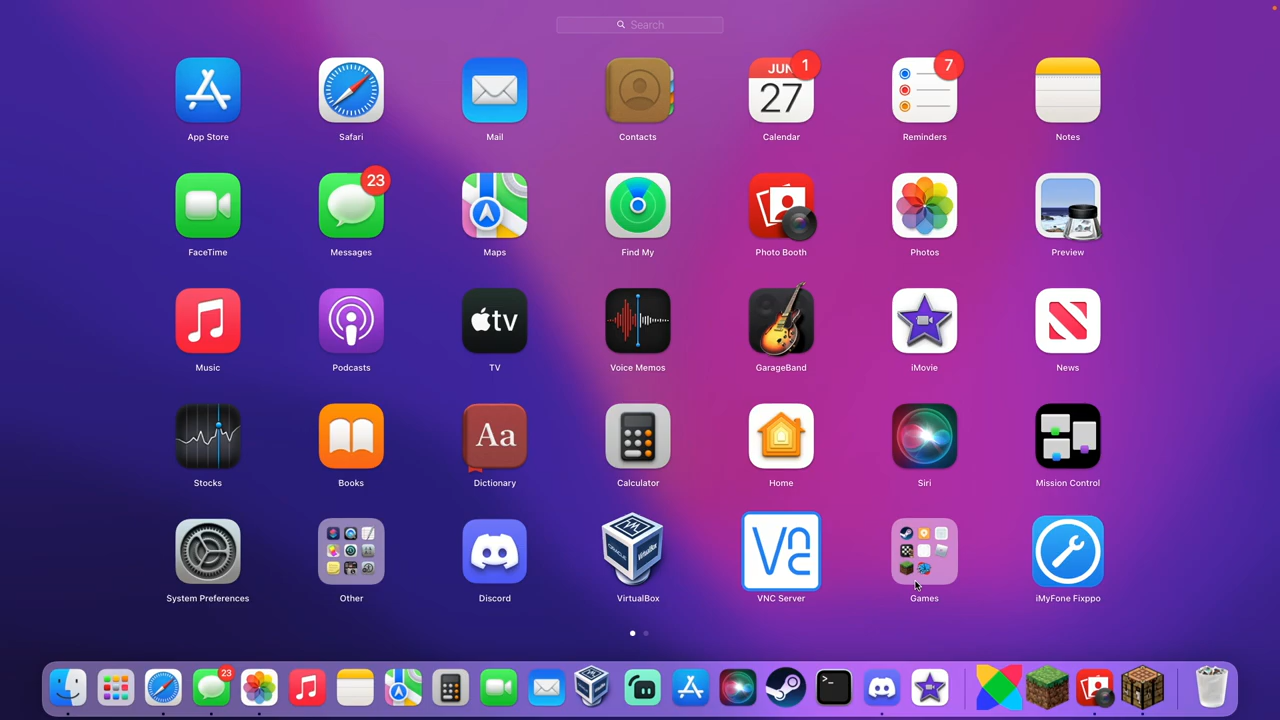 Search
App Store
Safari
Mail
Contacts
JUN 1
27
Calendar
7
Reminders
Notes
FaceTime
23
Messages
Maps
Find My
Photo Booth
Photos
Preview
Music
Podcasts
tv
TV
Voice Memos
GarageBand
iMovie
News
Stocks
Books
Aa
Dictionary
Calculator
Home
Siri
Mission Control
System Preferences
Other
Discord
VirtualBox
Vnc
VNC Server
Games
iMyFone Fixppo
23
>_